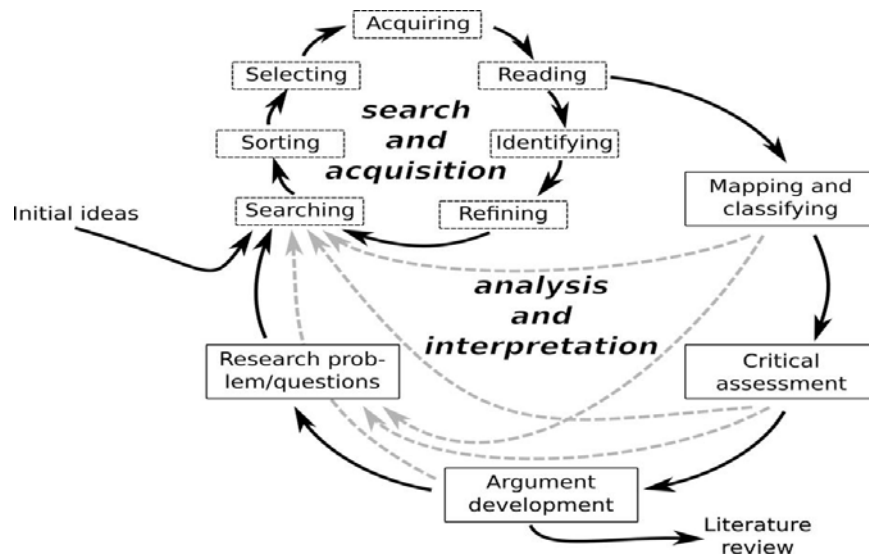 Acquiring
Selecting
Reading
search
and
acquisition
Sorting
Identifying
Searching
Refining
Initial ideas
Mapping and
classifying
analysis
and
interpretation
Research prob-
lem/questions
Critical
assessment
Argument
development
Literature
review